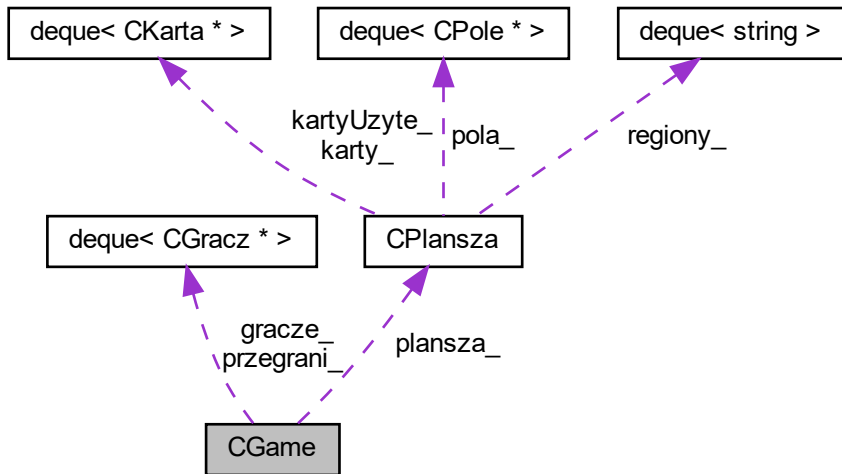 deque< CKarta * >
deque< CPole * >
deque< string >
kartyUzyte_
karty_
pola_
regiony_
deque< CGracz * >
CPlansza
gracze_
przegrani_
plansza_
CGame